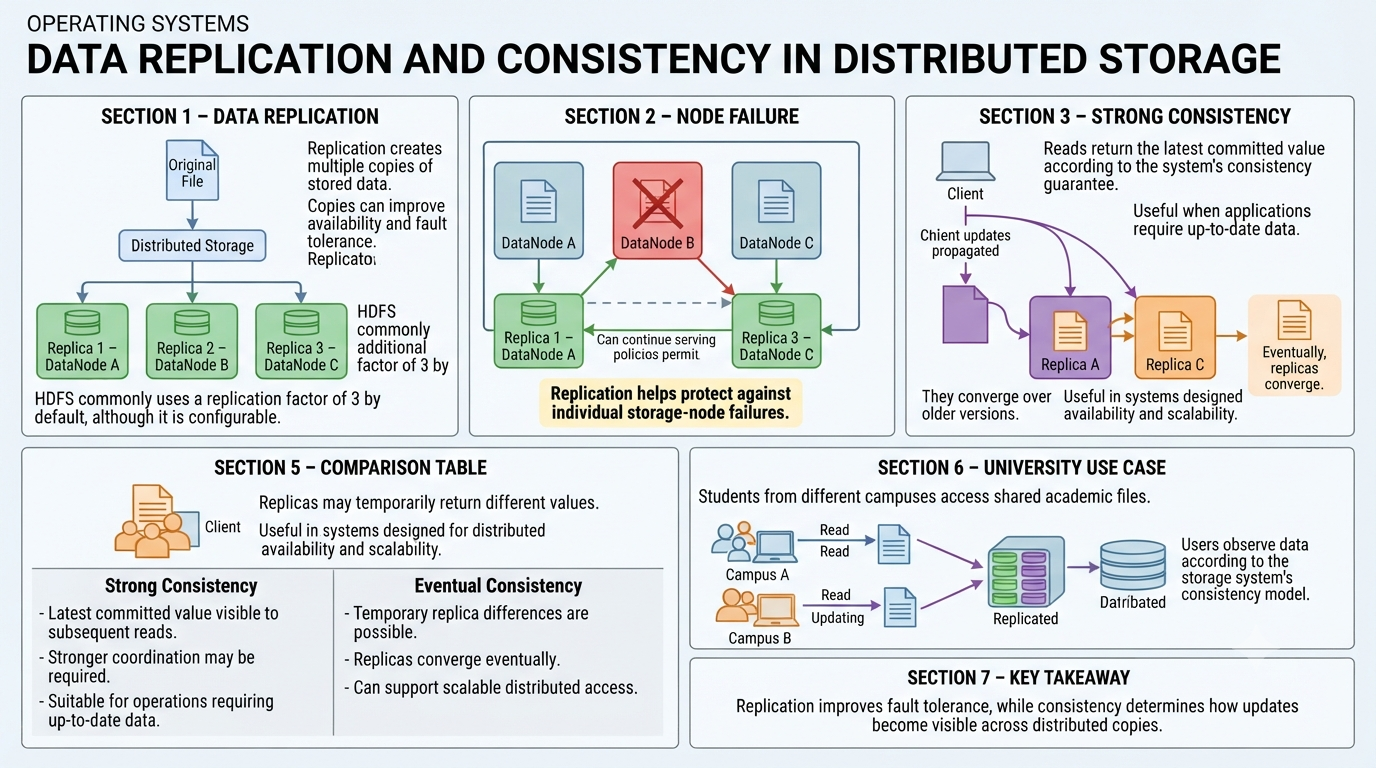 OPERATING SYSTEMS
DATA REPLICATION AND CONSISTENCY IN DISTRIBUTED STORAGE
SECTION 1 – DATA REPLICATION
Original
File
Replication creates
multiple copies of
stored data.
Copies can improve
availability and fault
tolerance.
Distributed Storage
Replica 1 –
DataNode A
Replica 2 –
DataNode B
Replica 3 –
DataNode C
HDFS
commonly
additional
factor of 3 by
HDFS commonly uses a replication factor of 3 by
default, although it is configurable.
SECTION 2 – NODE FAILURE
DataNode A
DataNode B
DataNode C
Replica 1 –
DataNode A
Can continue serving
policios permit
Replica 3 –
DataNode C
Replication helps protect against
individual storage-node failures.
SECTION 3 – STRONG CONSISTENCY
Client
Reads return the latest committed value
according to the system's consistency
guarantee.
Useful when applications
require up-to-date data.
Chient updates
propagated
Replica A
Replica C
Eventually,
replicas
converge.
They converge over
older versions.
Useful in systems designed
availability and scalability.
SECTION 5 – COMPARISON TABLE
Client
Replicas may temporarily return different values.
Useful in systems designed for distributed
availability and scalability.
Strong Consistency
- Latest committed value visible to
subsequent reads.
- Stronger coordination may be
required.
- Suitable for operations requiring
up-to-date data.
Eventual Consistency
- Temporary replica differences are
possible.
- Replicas converge eventually.
- Can support scalable distributed access.
SECTION 6 – UNIVERSITY USE CASE
Students from different campuses access shared academic files.
Campus A
Read
Read
Campus B
Read
Updating
Replicated
Datribated
Users observe data
according to the
storage system's
consistency model.
SECTION 7 – KEY TAKEAWAY
Replication improves fault tolerance, while consistency determines how updates
become visible across distributed copies.